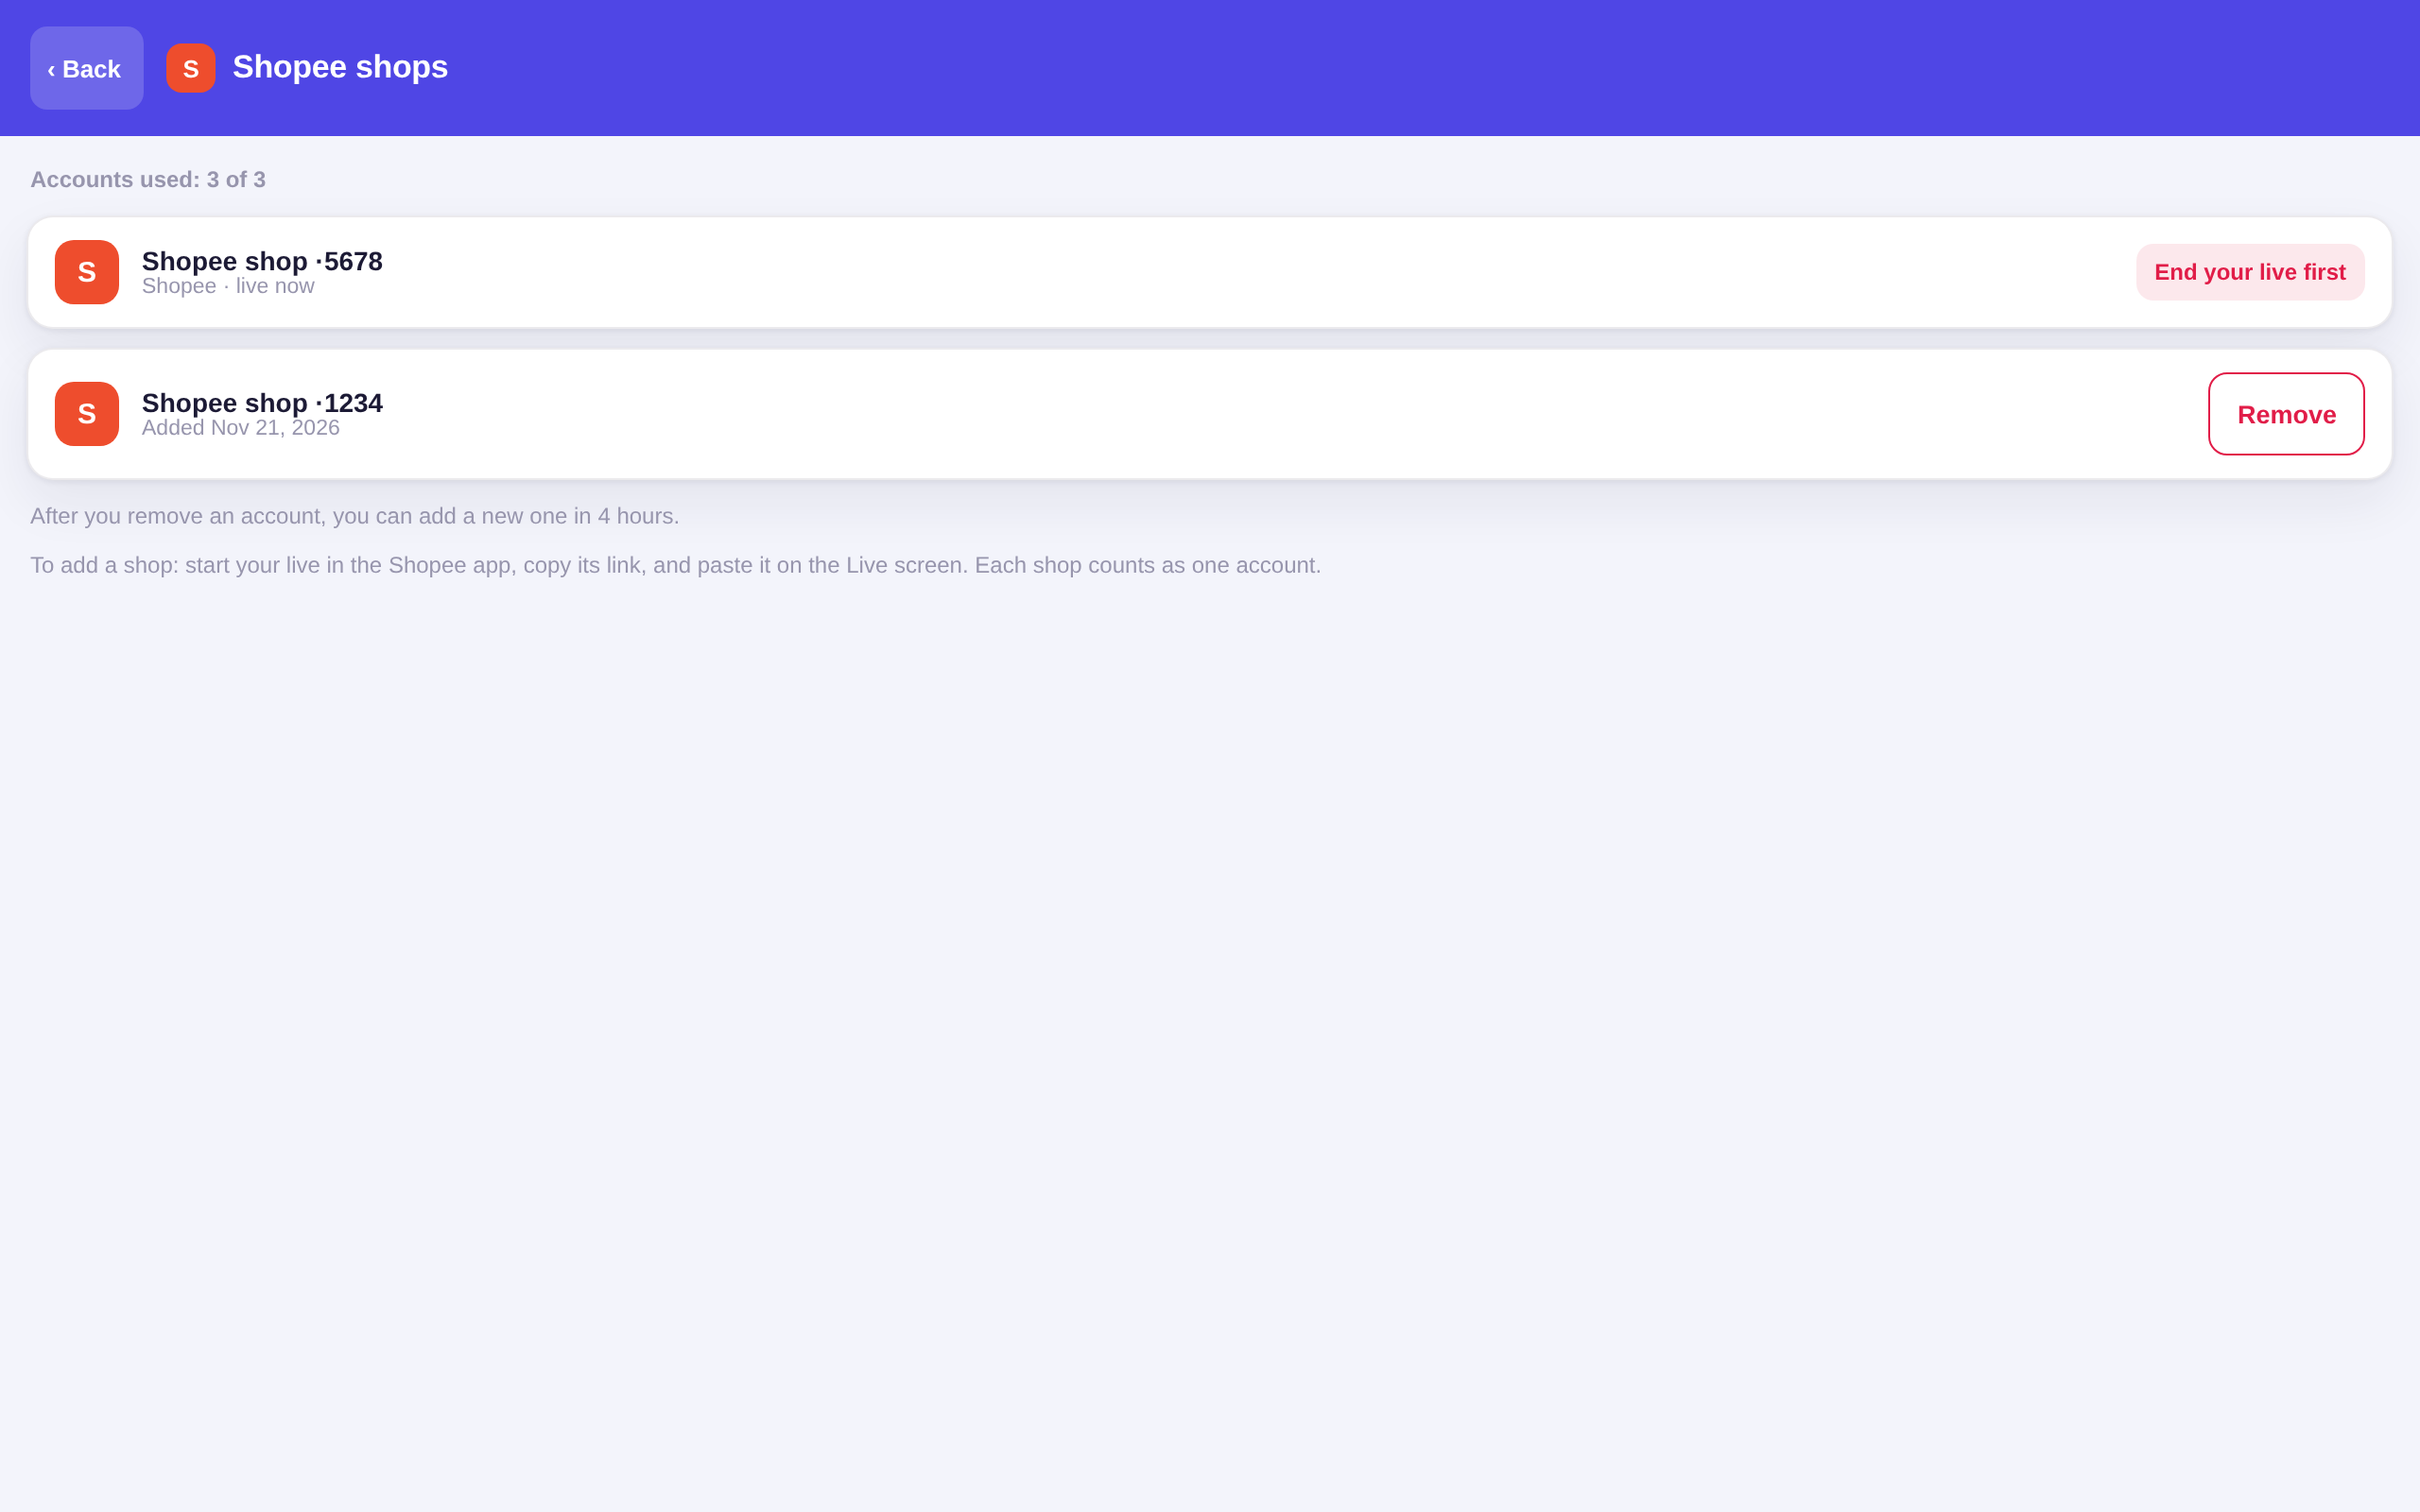 ‹ Back
S
Shopee shops
Accounts used: 3 of 3
S
Shopee shop ·5678
Shopee · live now
End your live first
S
Shopee shop ·1234
Added Nov 21, 2026
Remove
After you remove an account, you can add a new one in 4 hours.
To add a shop: start your live in the Shopee app, copy its link, and paste it on the Live screen. Each shop counts as one account.